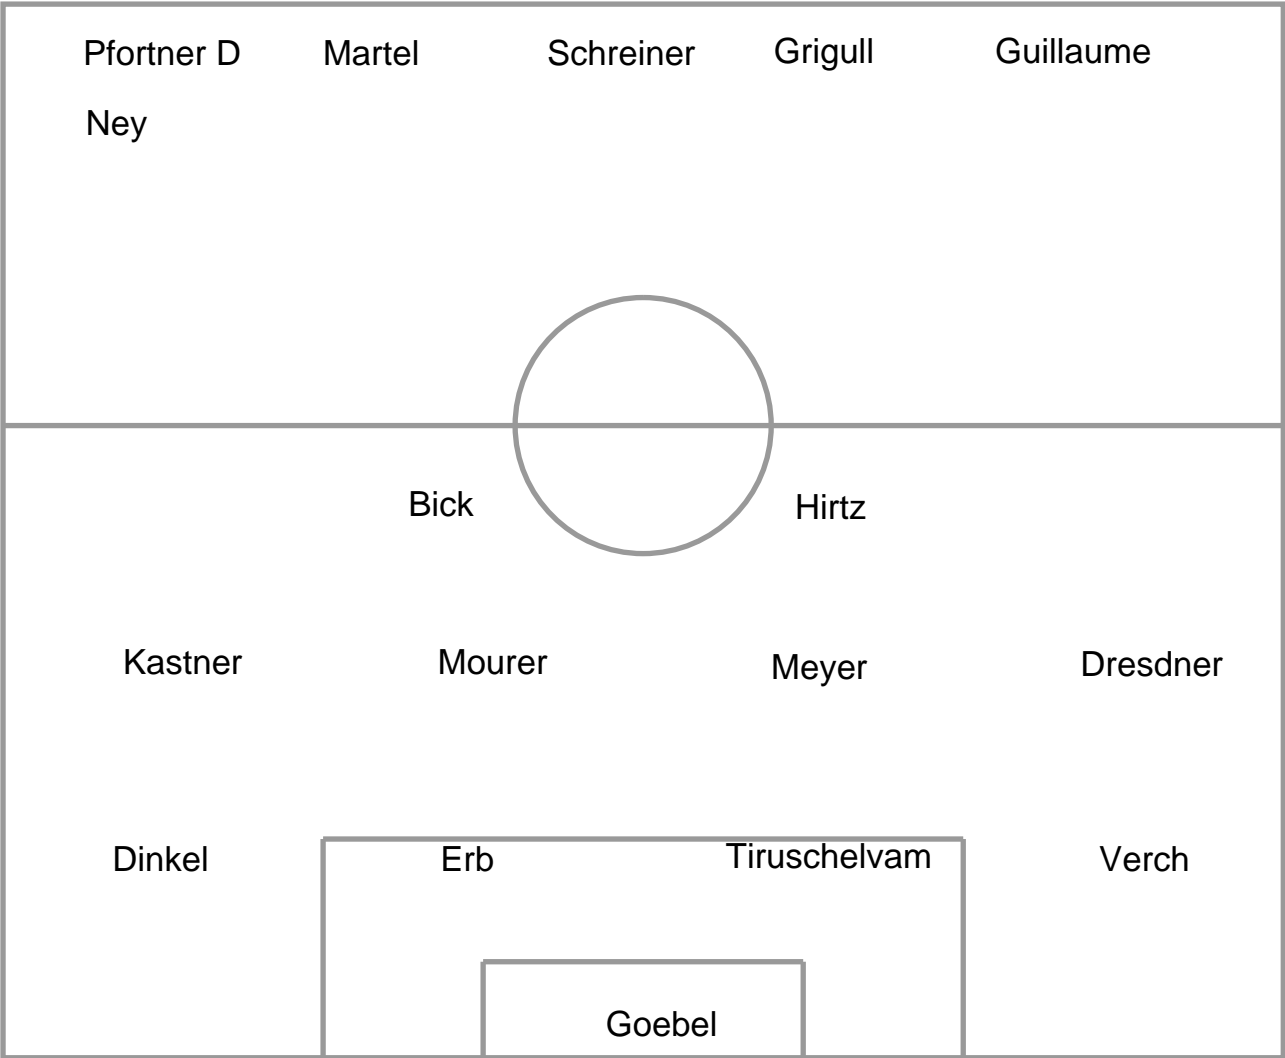 Pfortner D Martel Schreiner Grigull Guillaume
Ney
Bick Hirtz
Kastner Mourer Meyer Dresdner
Dinkel Erb Tiruschelvam Verch
Goebel